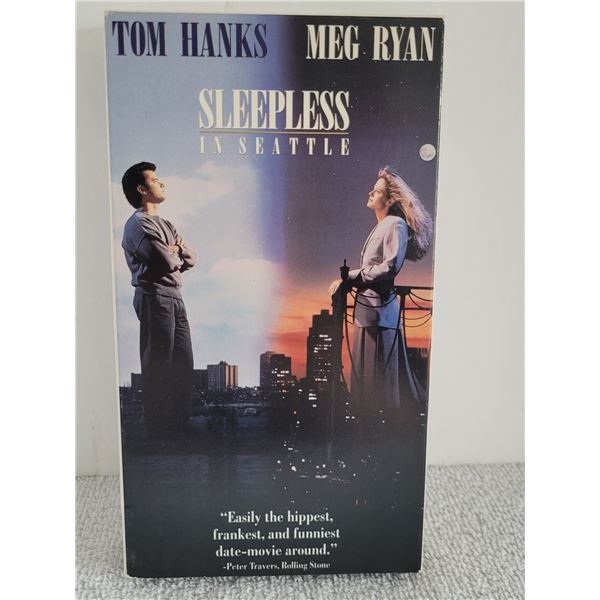 TOM HANKS MEG RYAN
SLEEPLESS
IN SEATTLE
“Easily the hippest,
frankest, and funniest
date-movie around.”
-Peter Travers, Rolling Stone